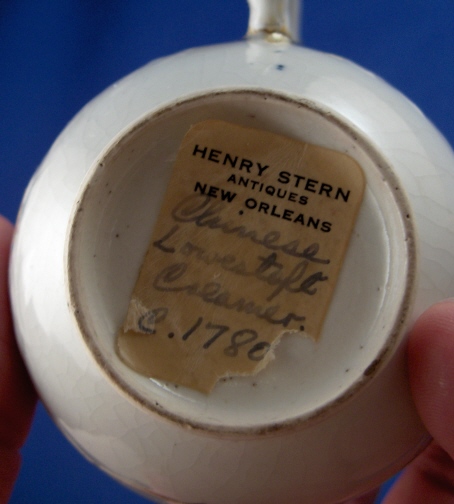 HENRY STERN
ANTIQUES
NEW ORLEANS
Chinese
Lowestoft
Creamer.
C. 1780